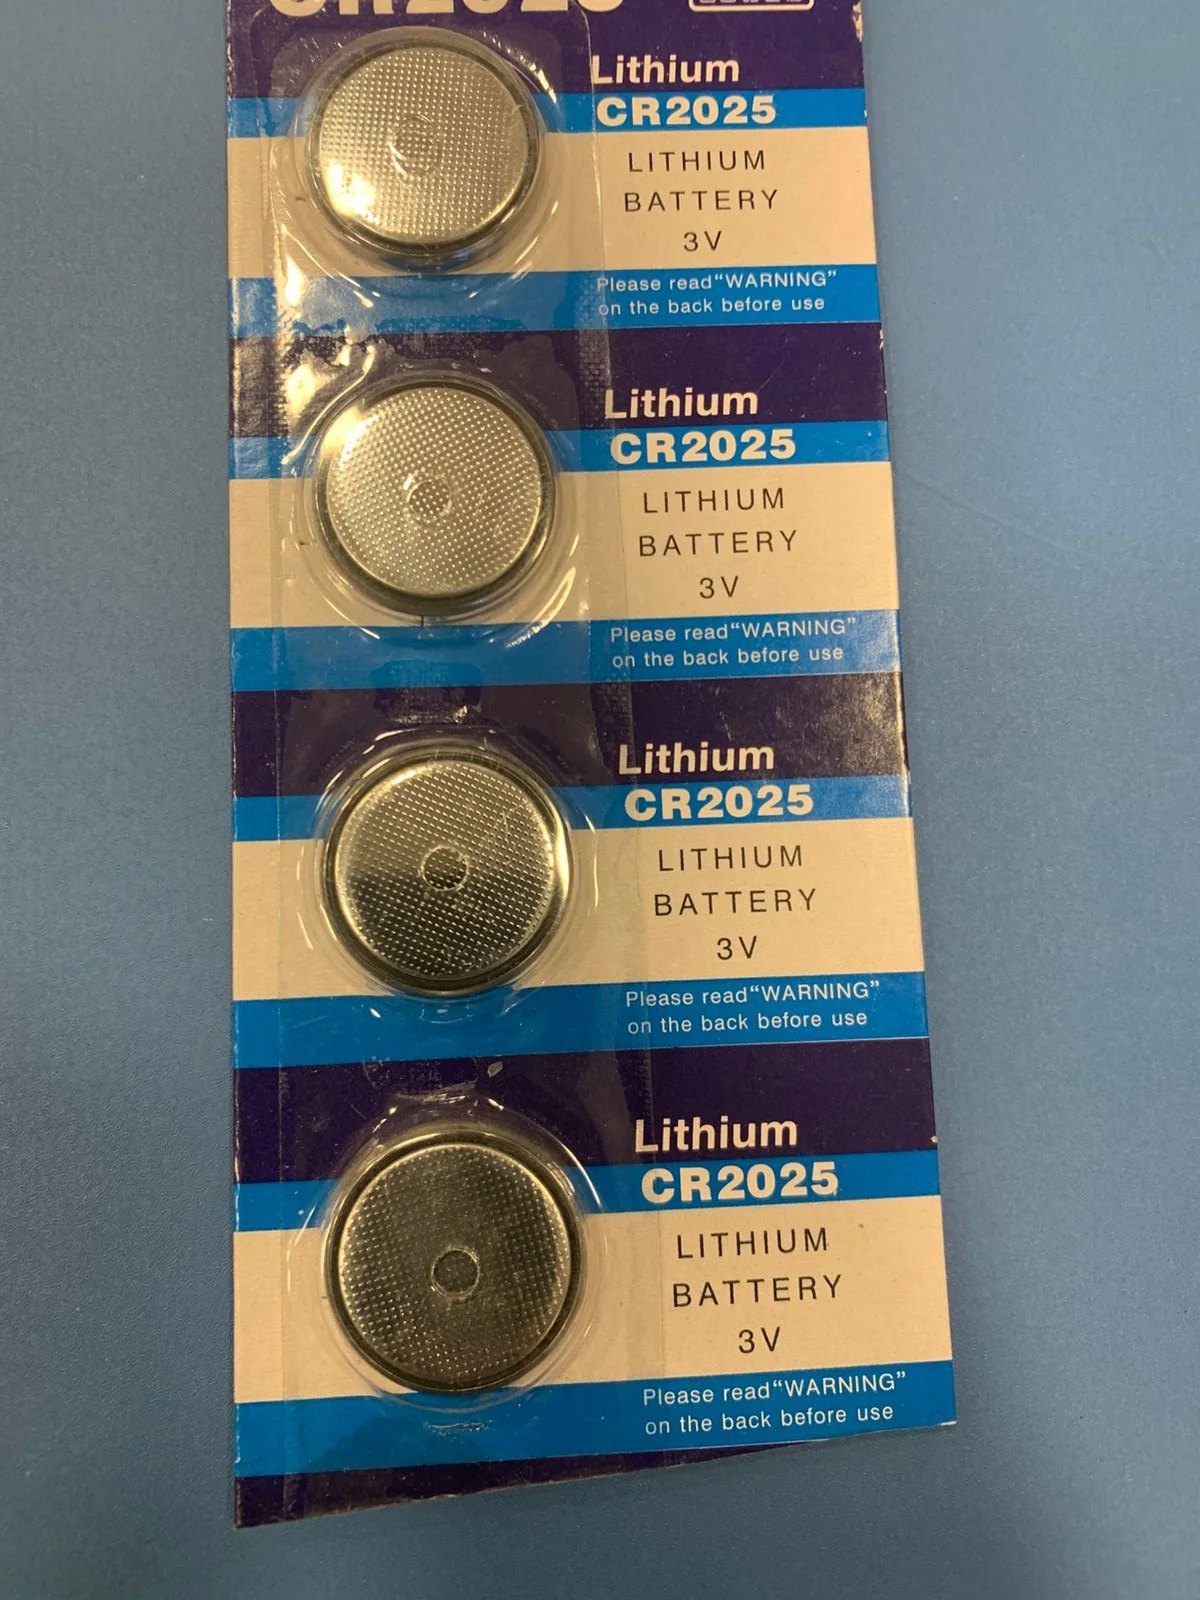 CR2025
Lithium
CR2025
LITHIUM
BATTERY
3V
Please read“WARNING”
on the back before use
Lithium
CR2025
LITHIUM
BATTERY
3V
Please read“WARNING”
on the back before use
Lithium
CR2025
LITHIUM
BATTERY
3V
Please read“WARNING”
on the back before use
Lithium
CR2025
LITHIUM
BATTERY
3V
Please read“WARNING”
on the back before use